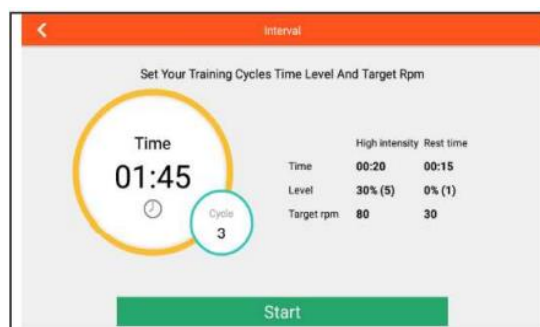 Interval
Set Your Training Cycles Time Level And Target Rpm
Time
01:45
Cycle
3
High intensity Rest time
Time 00:20 00:15
Level 30% (5) 0% (1)
Target rpm 80 30
Start